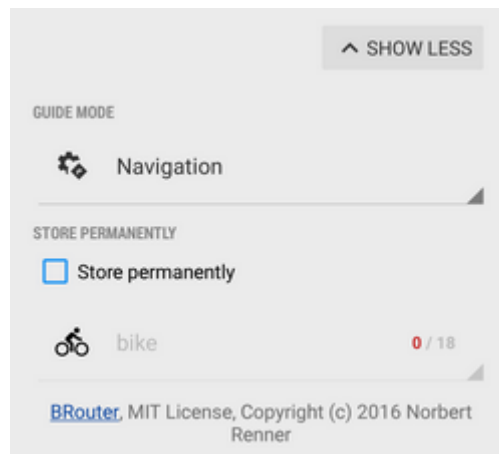 SHOW LESS
GUIDE MODE
Navigation
STORE PERMANENTLY
Store permanently
bike 0 / 18
BRouter, MIT License, Copyright (c) 2016 Norbert
Renner